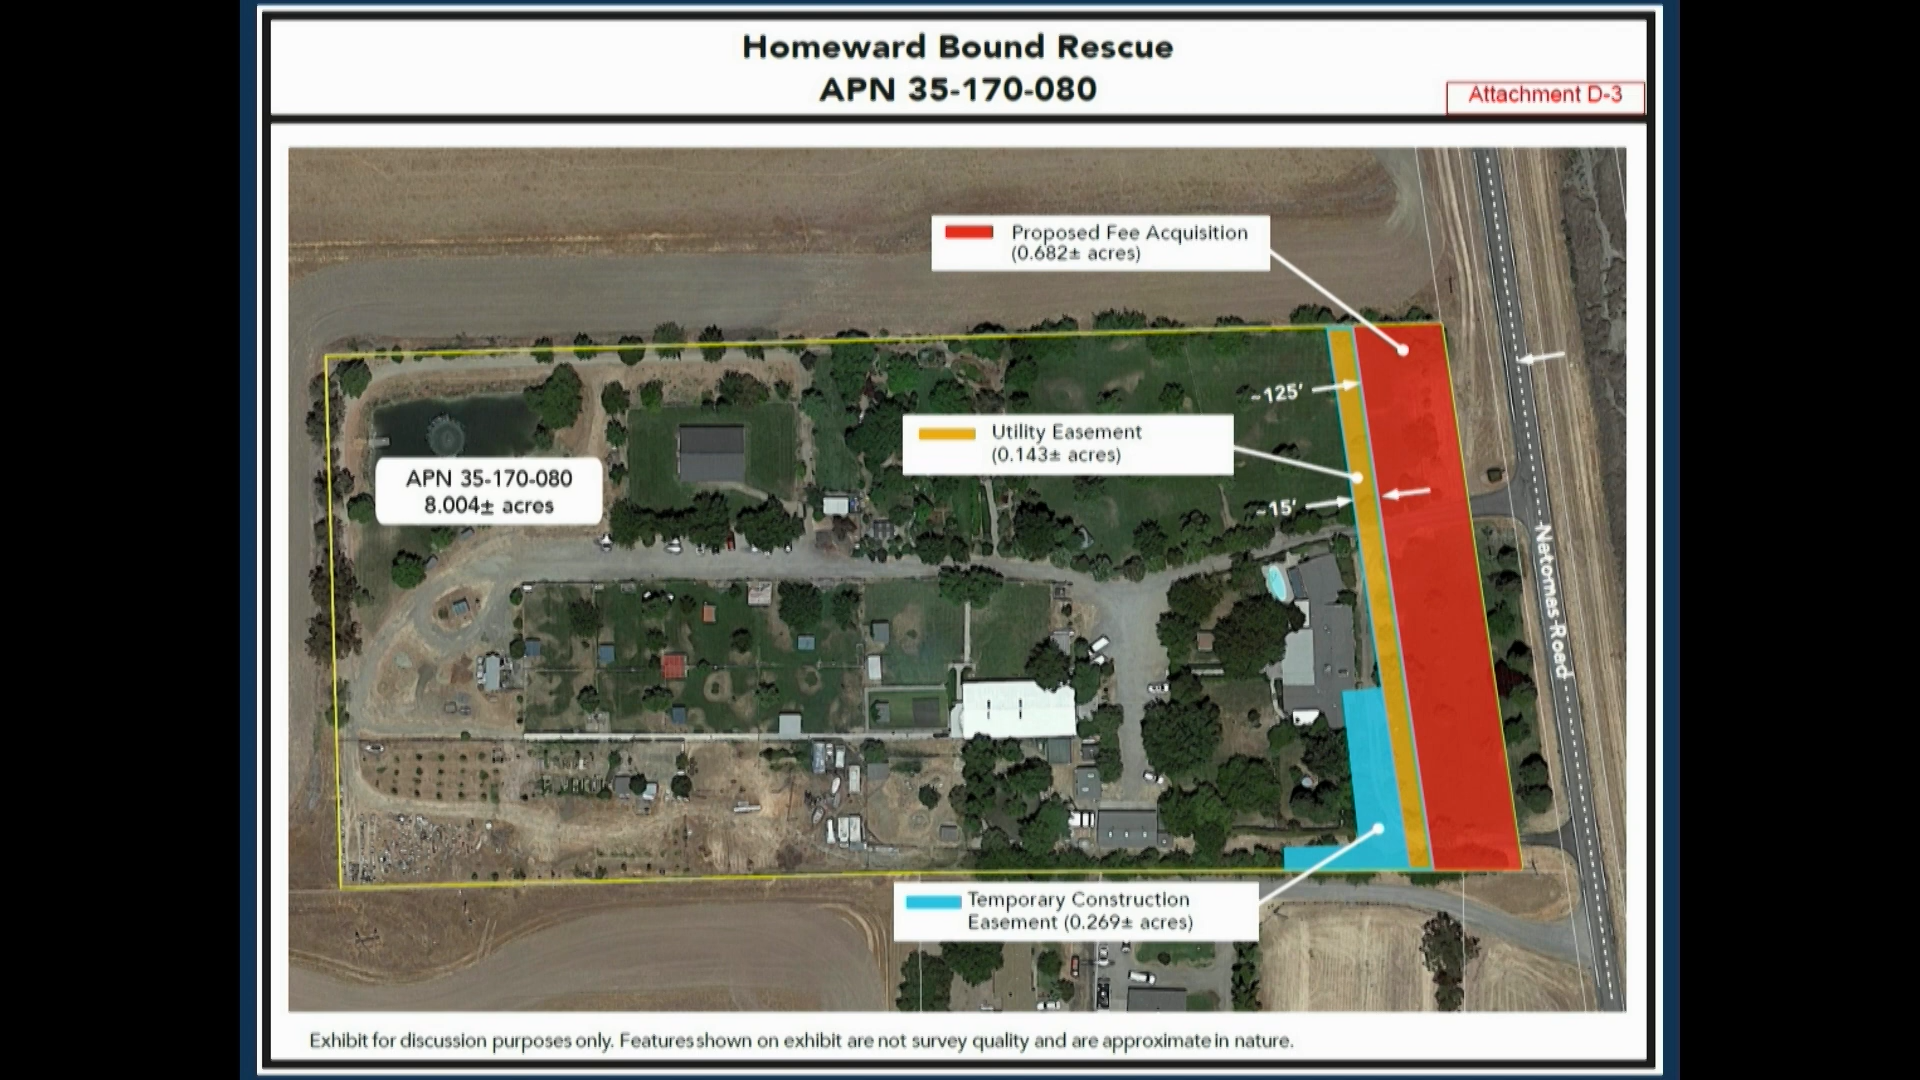 Homeward Bound Rescue
APN 35-170-080
Attachment D-3
Proposed Fee Acquisition
(0.682± acres)
~125'
Utility Easement
(0.143± acres)
APN 35-170-080
8.004± acres
~15'
Natomas Road
Temporary Construction
Easement (0.269± acres)
Exhibit for discussion purposes only. Features shown on exhibit are not survey quality and are approximate in nature.